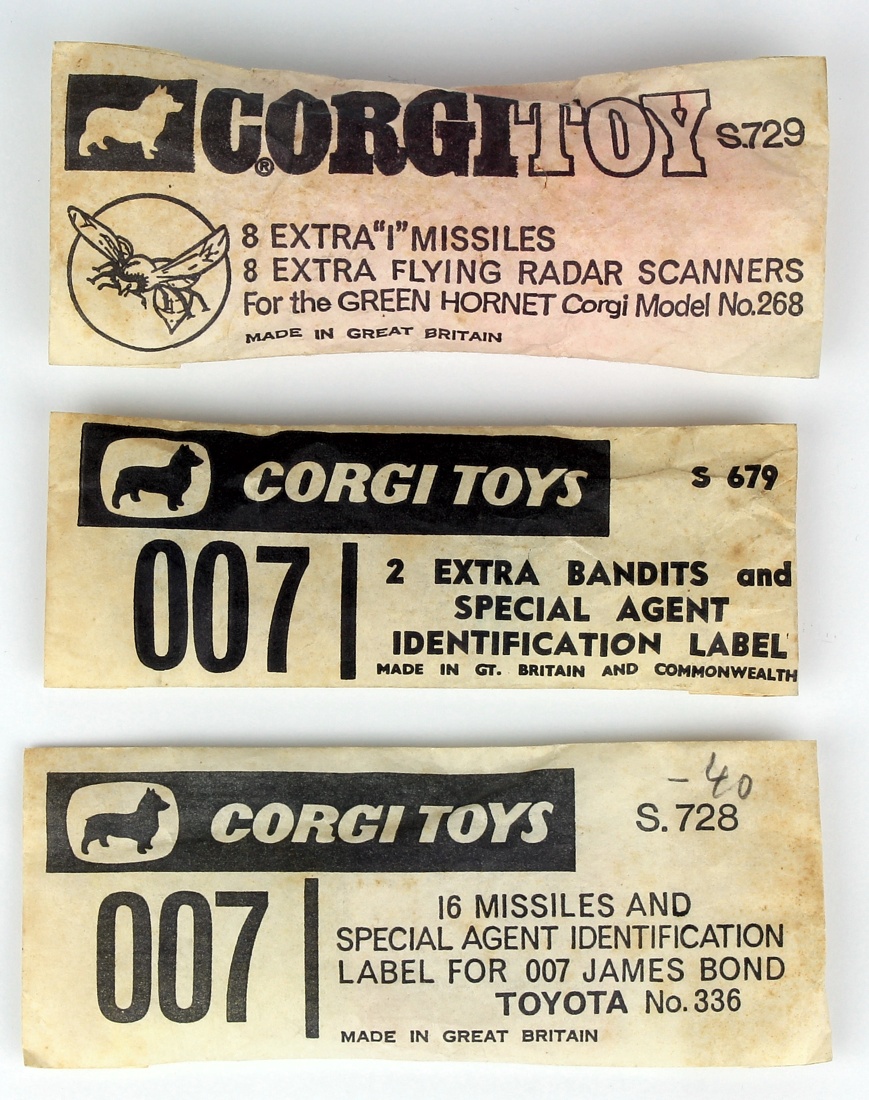 CORGITOY S.729
®
8 EXTRA "I" MISSILES
8 EXTRA FLYING RADAR SCANNERS
For the GREEN HORNET Corgi Model No.268
MADE IN GREAT BRITAIN
CORGI TOYS S 679
007
2 EXTRA BANDITS and
SPECIAL AGENT
IDENTIFICATION LABEL
MADE IN GT. BRITAIN AND COMMONWEALTH
-40
CORGI TOYS S.728
007
16 MISSILES AND
SPECIAL AGENT IDENTIFICATION
LABEL FOR 007 JAMES BOND
TOYOTA No.336
MADE IN GREAT BRITAIN